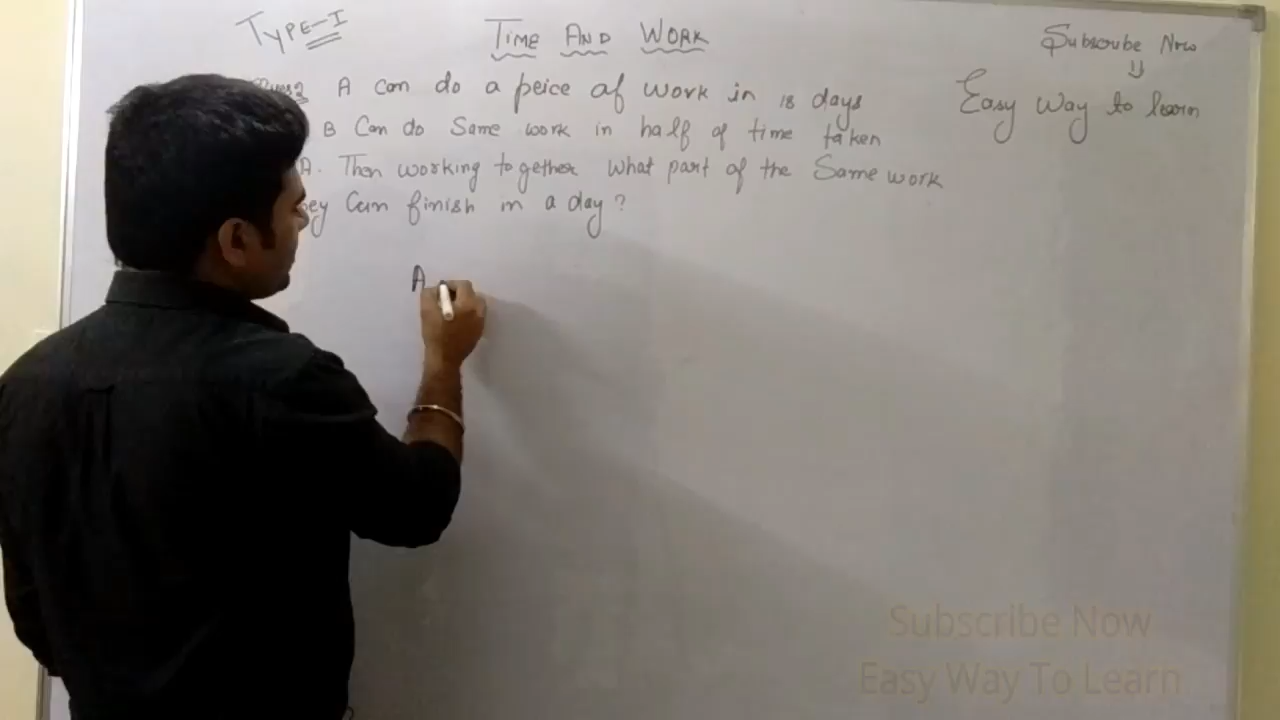 TYPE-I
TIME AND WORK
Subscribe Now
Ques2 A can do a peice of work in 18 days
Easy Way to learn
B Can do Same work in half of time taken
A. Then working together what part of the Same work
ey Can finish in a day?
A
Subscribe Now
Easy Way To Learn